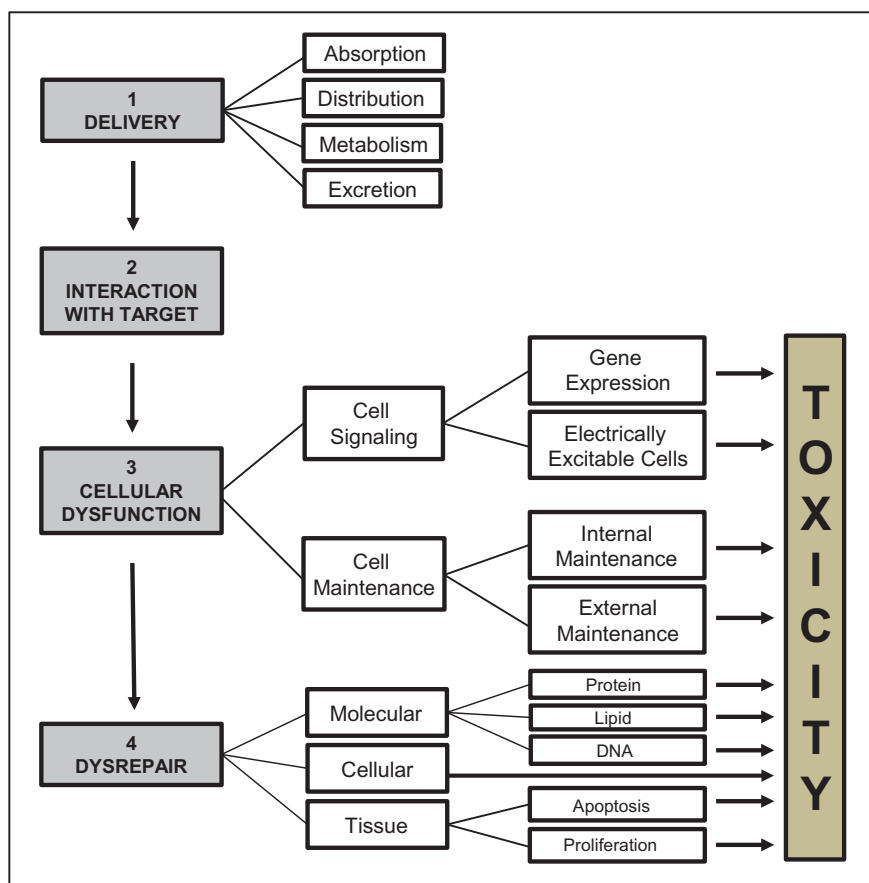 1
DELIVERY
Absorption
Distribution
Metabolism
Excretion
2
INTERACTION
WITH TARGET
3
CELLULAR
DYSFUNCTION
Cell
Signaling
Gene
Expression
Electrically
Excitable Cells
Cell
Maintenance
Internal
Maintenance
External
Maintenance
4
DYSREPAIR
Molecular
Protein
Lipid
DNA
Cellular
Tissue
Apoptosis
Proliferation
TOXICITY